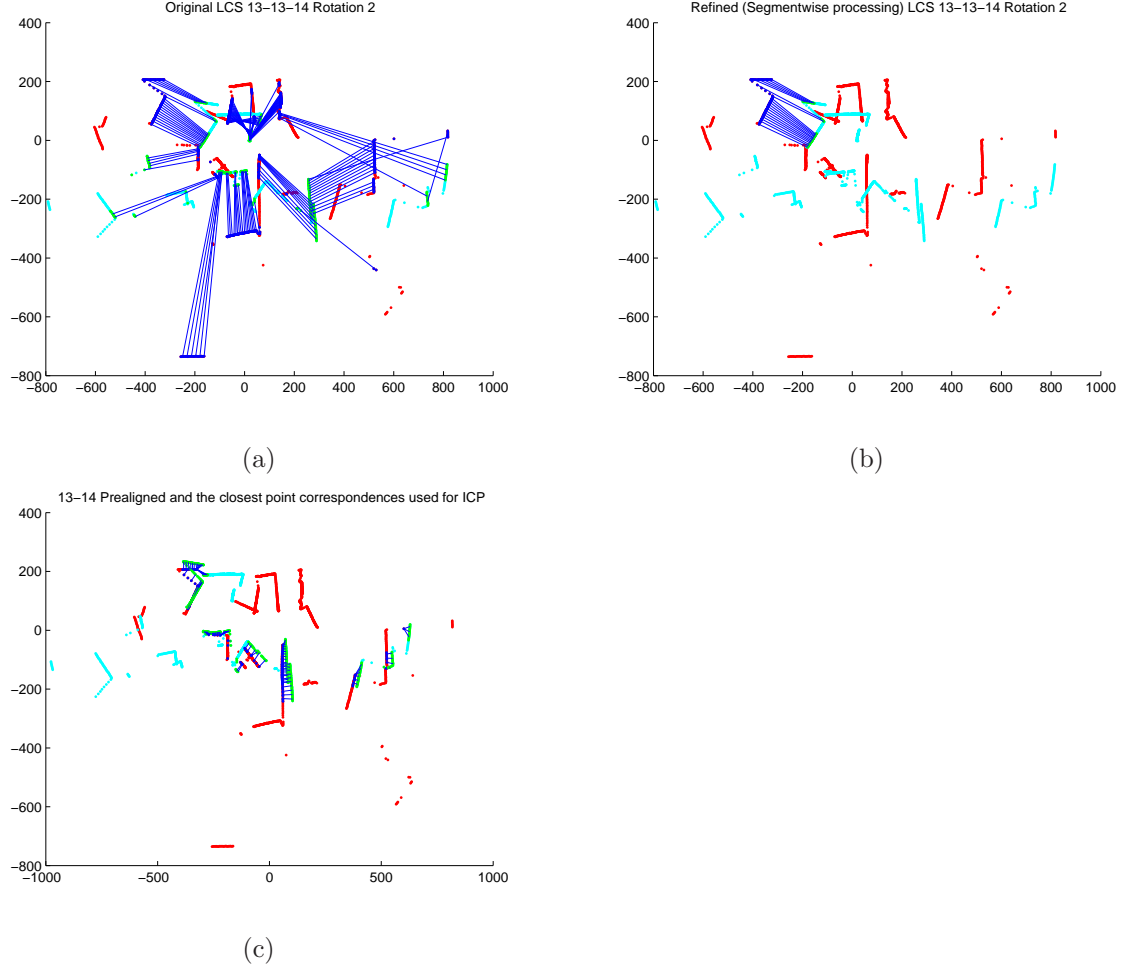 Original LCS 13−13−14 Rotation 2
400
200
0
−200
−400
−600
−800
−800 −600 −400 −200 0 200 400 600 800 1000
(a)
Refined (Segmentwise processing) LCS 13−13−14 Rotation 2
400
200
0
−200
−400
−600
−800
−800 −600 −400 −200 0 200 400 600 800 1000
(b)
13−14 Prealigned and the closest point correspondences used for ICP
400
200
0
−200
−400
−600
−800
−1000 −500 0 500 1000
(c)